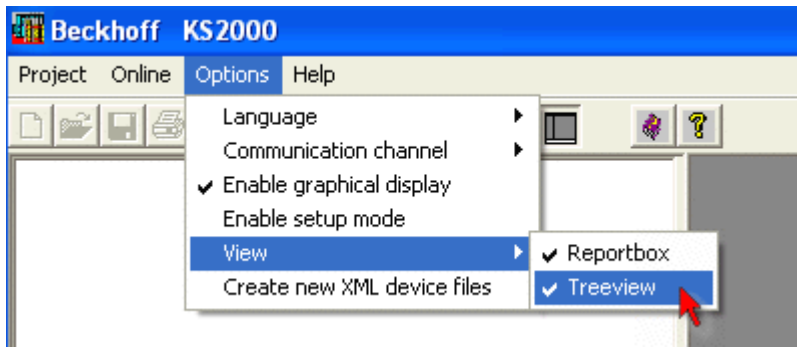 Beckhoff KS2000
Project Online Options Help
Language
Communication channel
Enable graphical display
Enable setup mode
View
Reportbox
Create new XML device files
Treeview